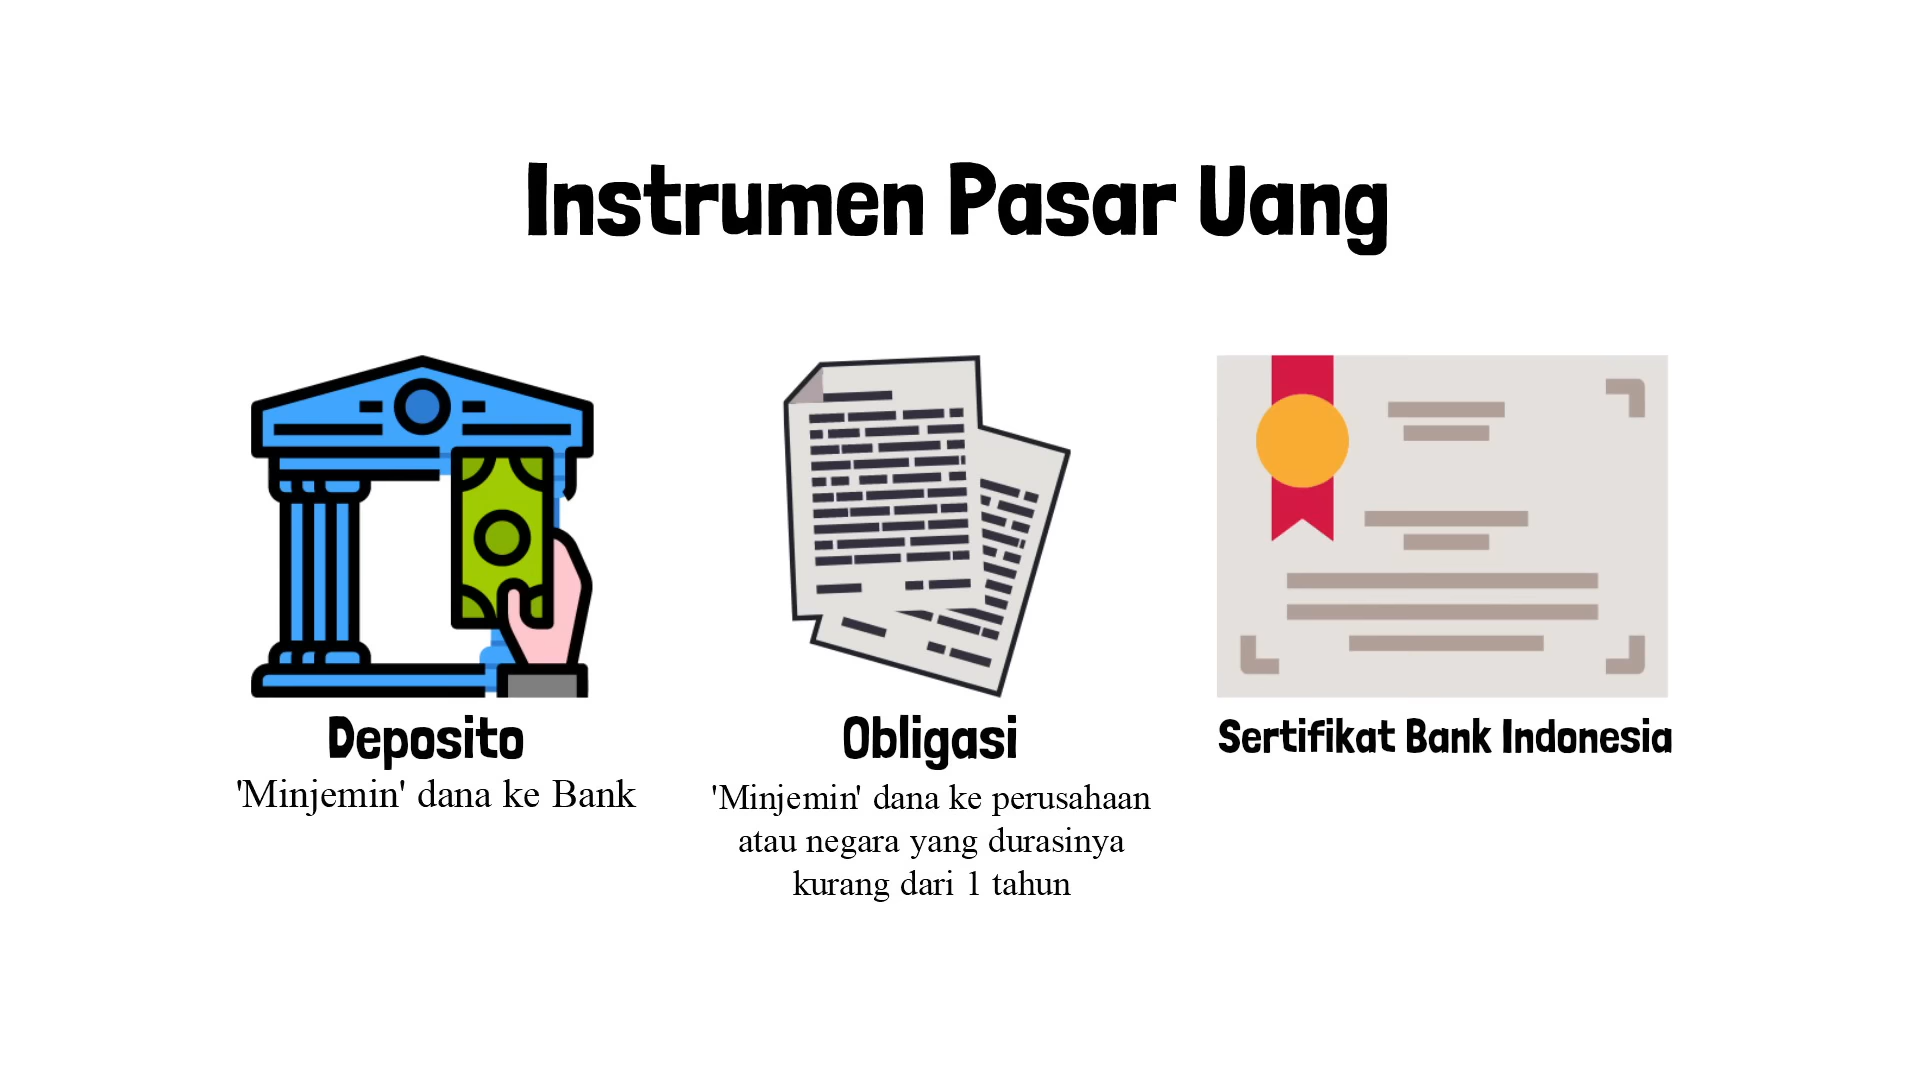 Instrumen Pasar Uang
Deposito
'Minjemin' dana ke Bank
Obligasi
'Minjemin' dana ke perusahaan
atau negara yang durasinya
kurang dari 1 tahun
Sertifikat Bank Indonesia